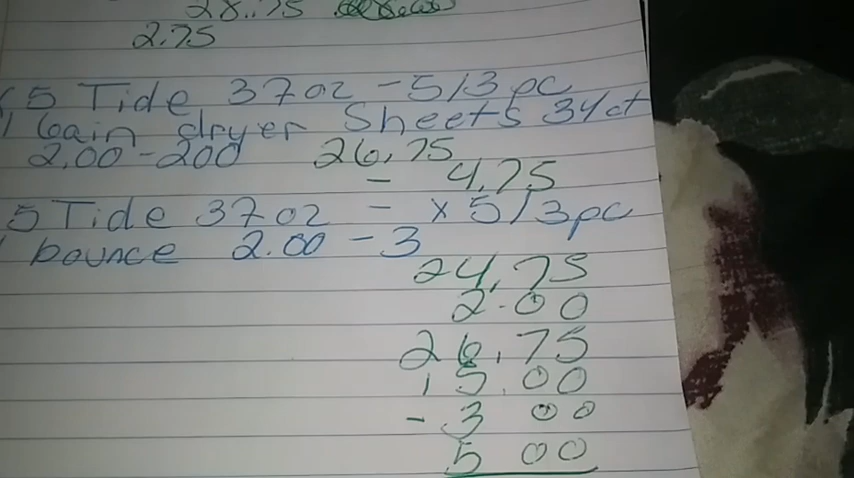 28.75
2.75
5 Tide 37oz - 5/3pc
1 Gain dryer Sheets 34ct
2.00-200 26.75
- 4.75
5 Tide 37oz - x5/3pc
1 bounce 2.00 - 3
24.75
2.00
26.75
15.00
- 3 00
5 00